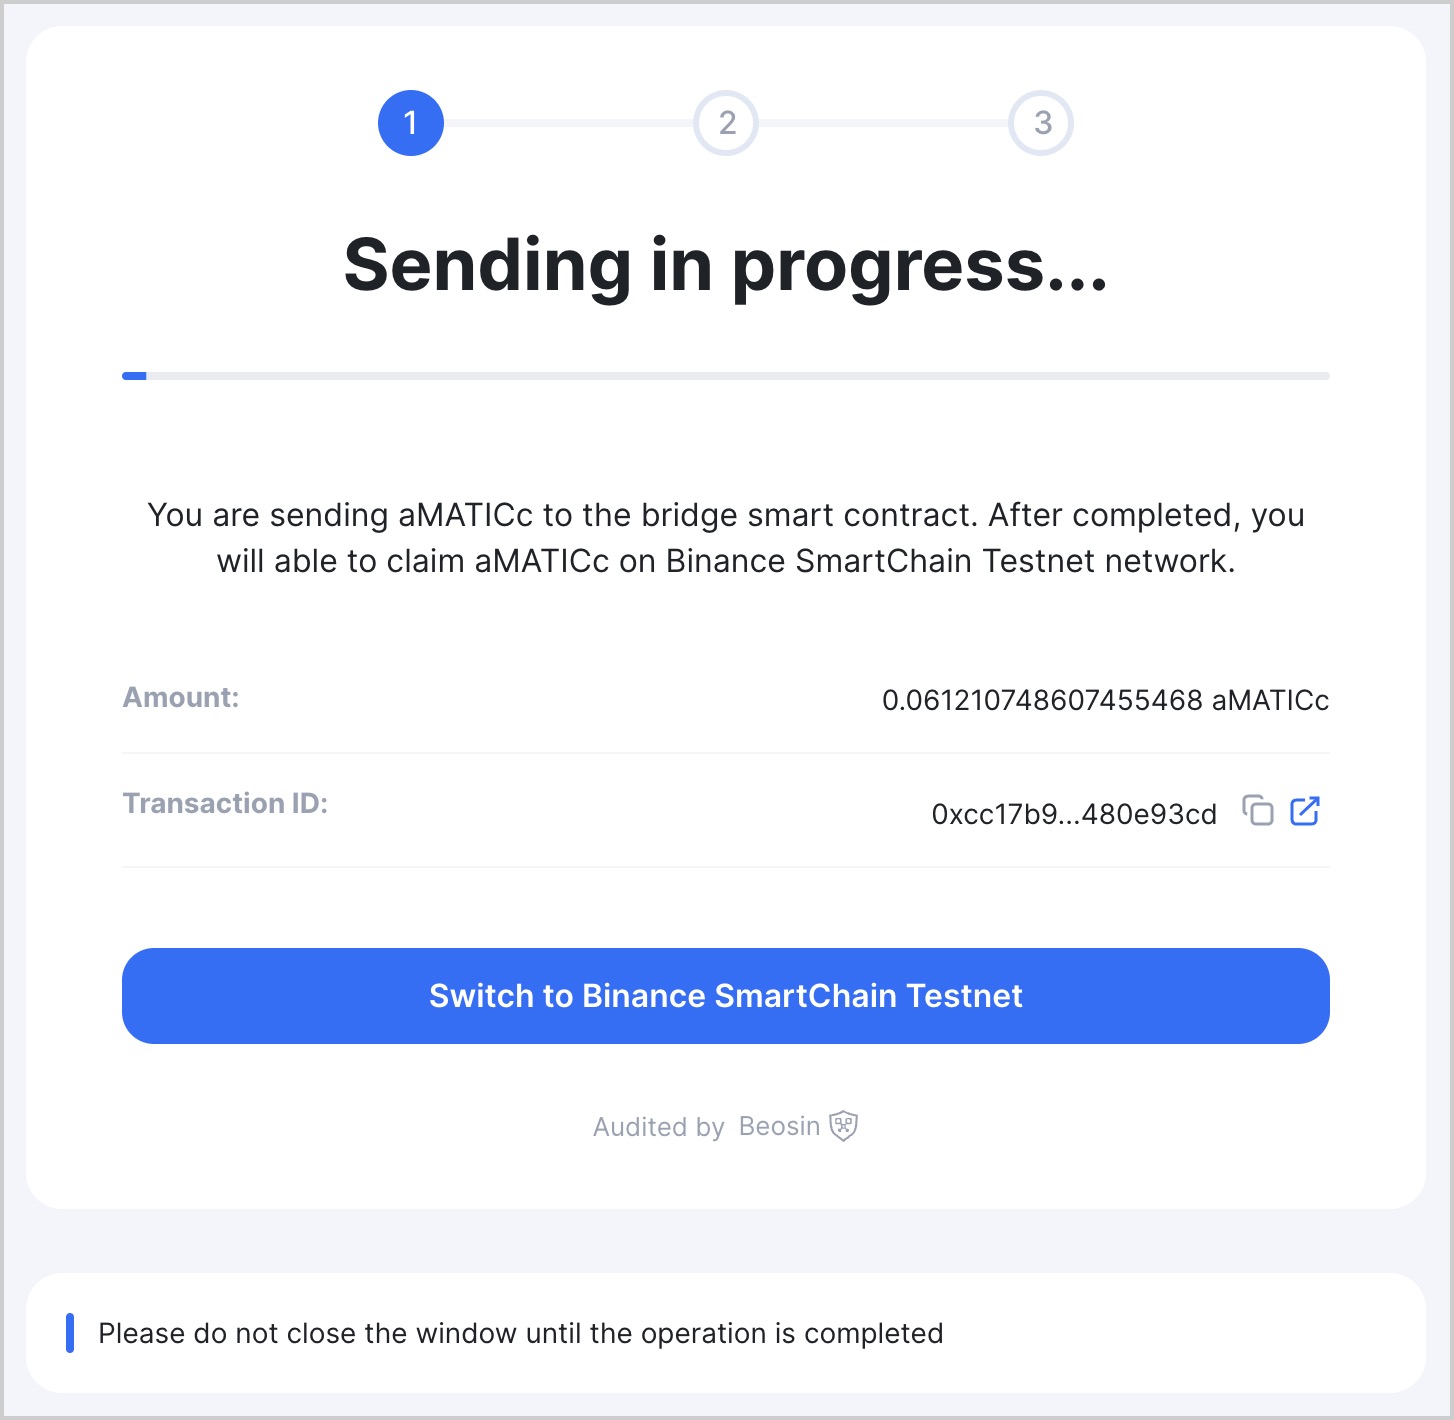 1 2 3
Sending in progress...
You are sending aMATICc to the bridge smart contract. After completed, you
will able to claim aMATICc on Binance SmartChain Testnet network.
Amount: 0.061210748607455468 aMATICc
Transaction ID: 0xcc17b9...480e93cd
Switch to Binance SmartChain Testnet
Audited by Beosin
Please do not close the window until the operation is completed